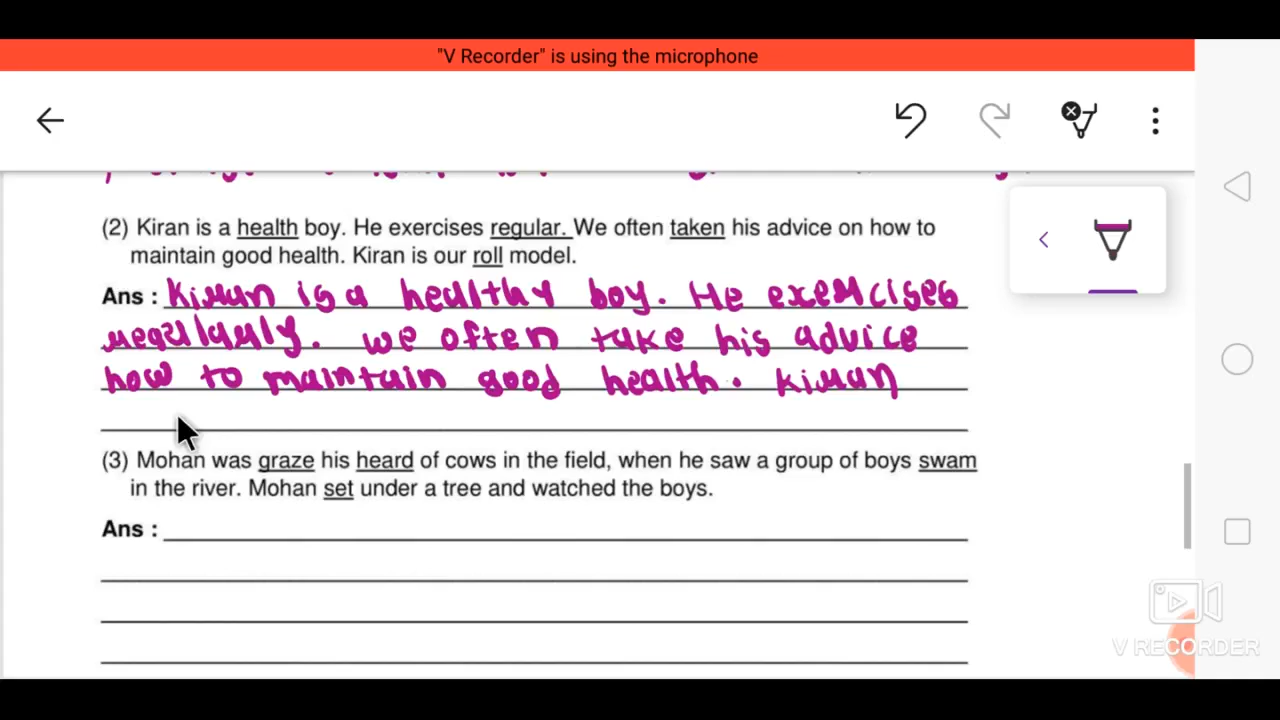 "V Recorder" is using the microphone
(2) Kiran is a health boy. He exercises regular. We often taken his advice on how to
maintain good health. Kiran is our roll model.
Ans : Kiran is a healthy boy. He exercises
regularly. We often take his advice
how to maintain good health. Kiran
(3) Mohan was graze his heard of cows in the field, when he saw a group of boys swam
in the river. Mohan set under a tree and watched the boys.
Ans :
V RECORDER